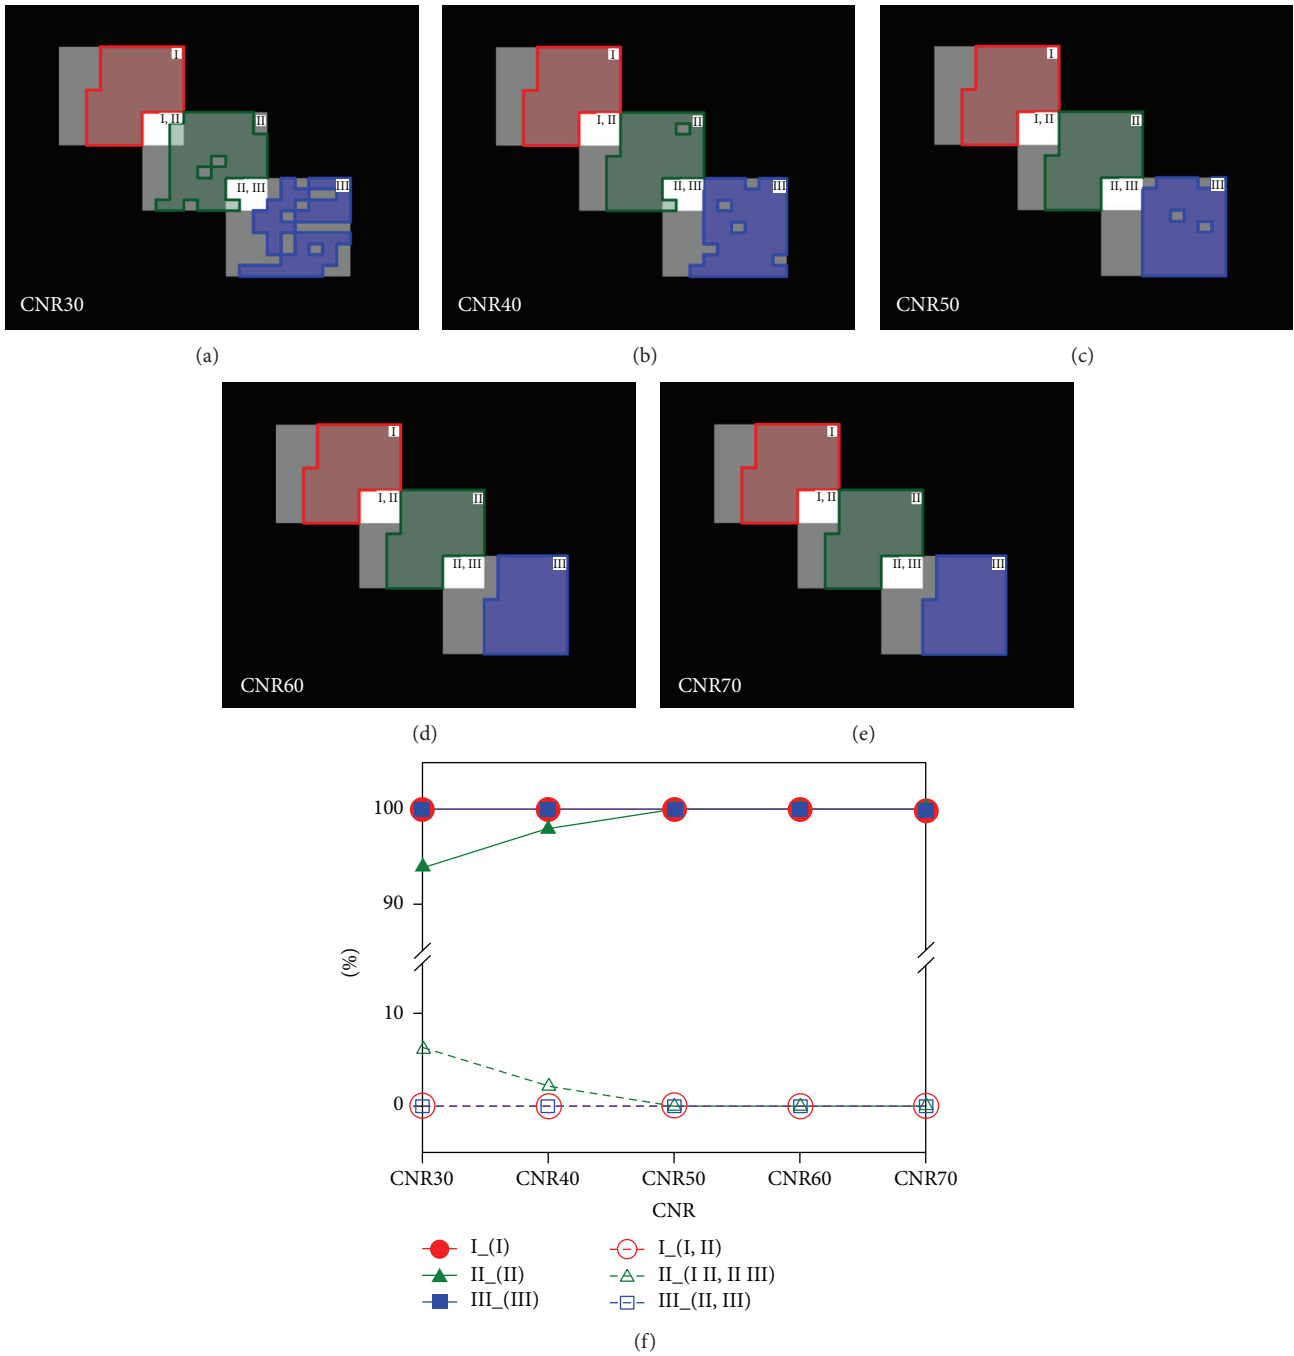 I
I, II
II
II, III
III
CNR30
(a)
I
I, II
II
II, III
III
CNR40
(b)
I
I, II
II
II, III
III
CNR50
(c)
I
I, II
II
II, III
III
CNR60
(d)
I
I, II
II
II, III
III
CNR70
(e)
100
90
(%)
10
0
CNR30 CNR40 CNR50 CNR60 CNR70
CNR
I_(I)
II_(II)
III_(III)
I_(I, II)
II_(I II, II III)
III_(II, III)
(f)